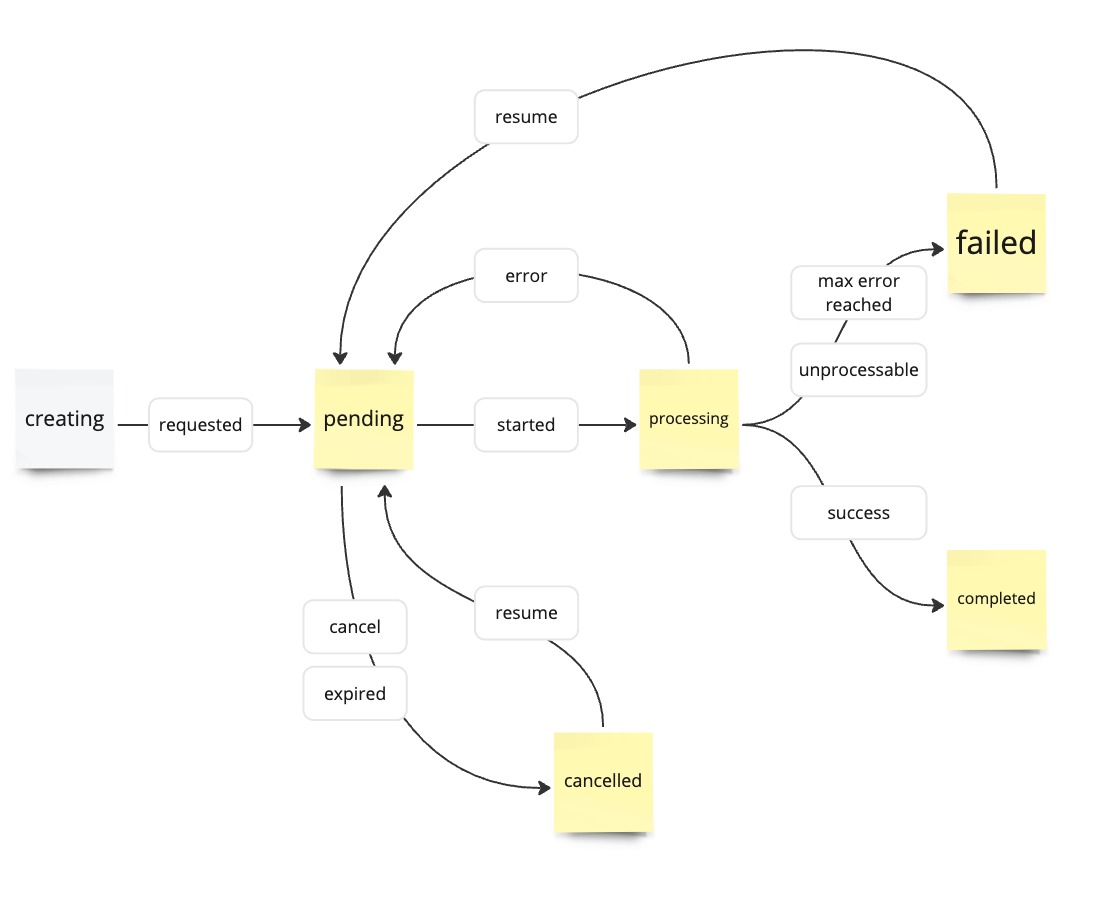 resume
failed
error
max error
reached
unprocessable
creating
requested
pending
started
processing
success
completed
cancel
resume
expired
cancelled